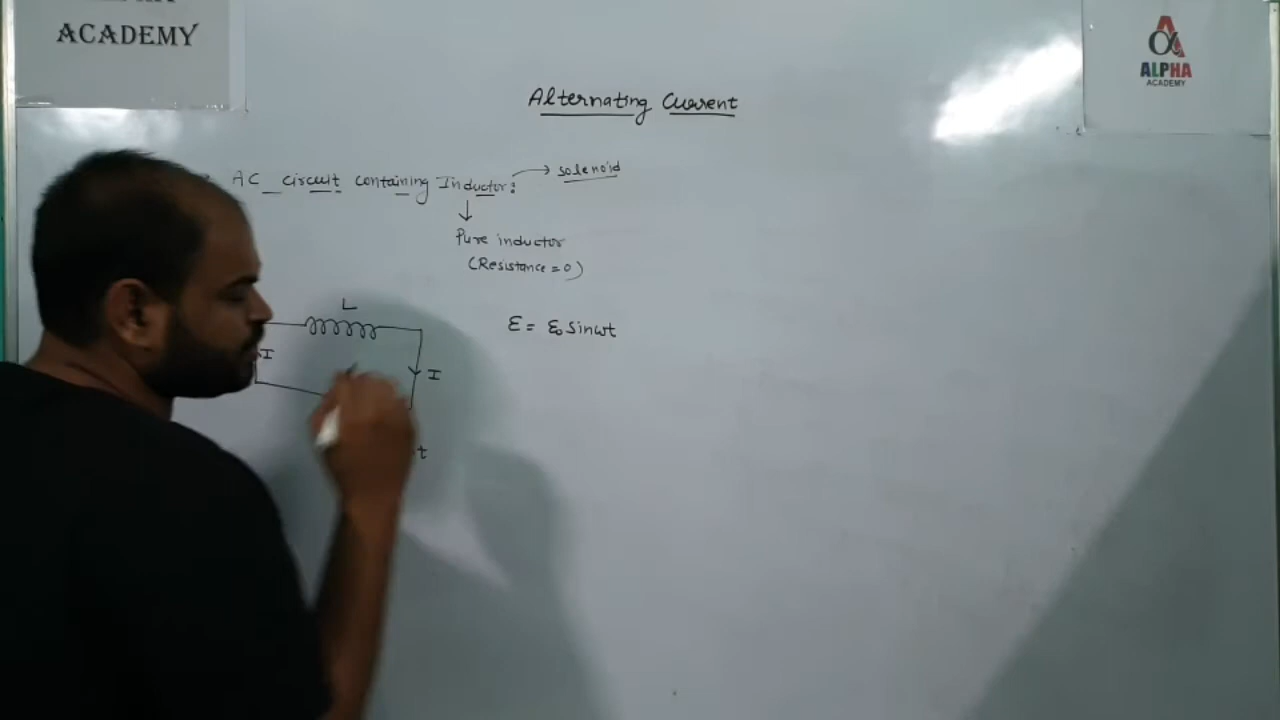 ACADEMY
ALPHA
ACADEMY
Alternating Current
AC circuit containing Inductor: → solenoid
↓
Pure inductor
(Resistance = 0)
L
ε = ε₀ sinωt
I
I
t